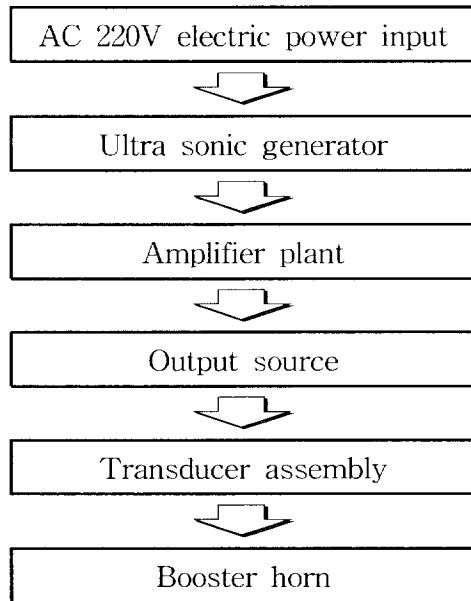 AC 220V electric power input
Ultra sonic generator
Amplifier plant
Output source
Transducer assembly
Booster horn